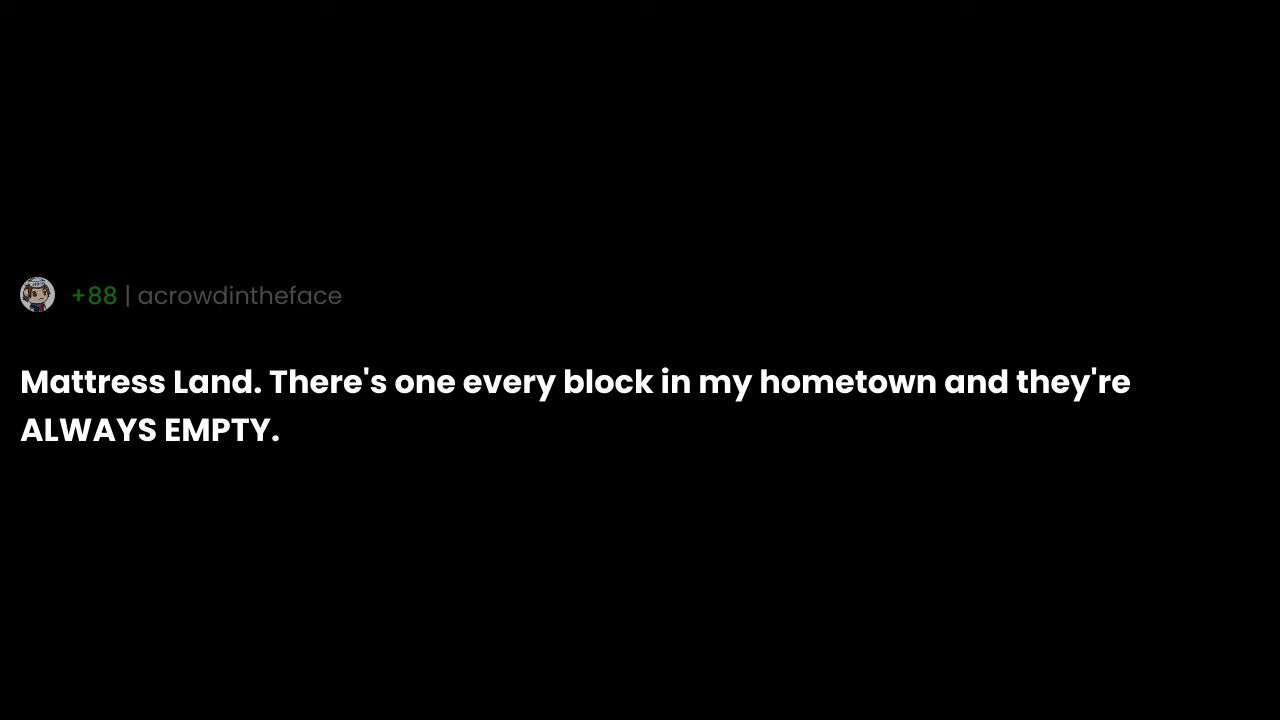 +88 | acrowdintheface
Mattress Land. There's one every block in my hometown and they're
ALWAYS EMPTY.